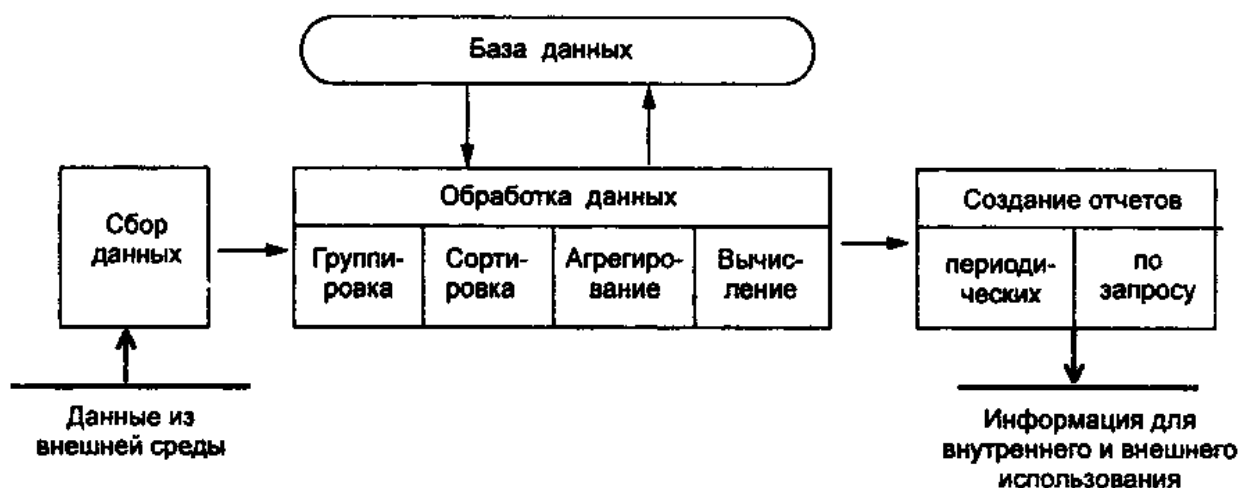 База данных
Сбор
данных
Обработка данных
Группи-
ровка
Сорти-
ровка
Агрегиро-
вание
Вычис-
ление
Создание отчетов
периоди-
ческих
по
запросу
Данные из
внешней среды
Информация для
внутреннего и внешнего
использования